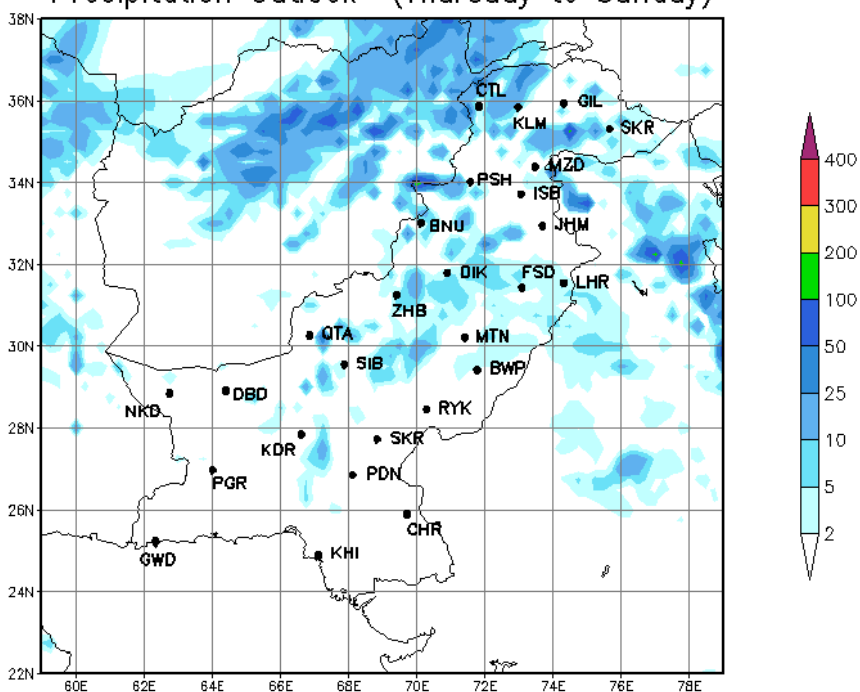 Precipitation Outlook (Thursday to Sunday)
38N
36N
34N
32N
30N
28N
26N
24N
22N
60E 62E 64E 66E 68E 70E 72E 74E 76E 78E
CTL
GIL
KLM
SKR
MZD
PSH
ISB
BNU
JHM
DIK
FSD
LHR
ZHB
QTA
MTN
SIB
BWP
DBD
NKD
RYK
KDR
SKR
PDN
PGR
CHR
GWD
KHI
400
300
200
100
50
25
10
5
2